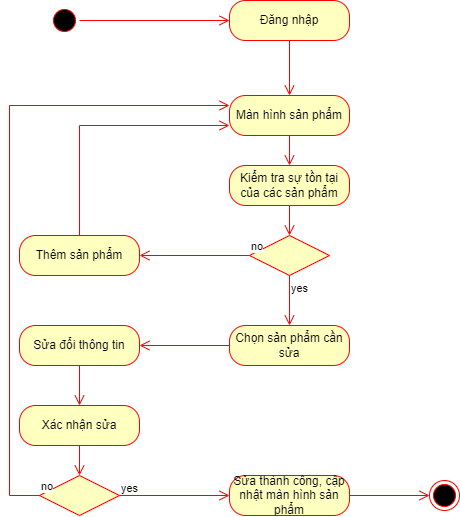 Đăng nhập
Màn hình sản phẩm
Kiểm tra sự tồn tại
của các sản phẩm
no
Thêm sản phẩm
yes
Chọn sản phẩm cần
sửa
Sửa đổi thông tin
Xác nhận sửa
no
yes
Sửa thành công, cập
nhật màn hình sản
phẩm